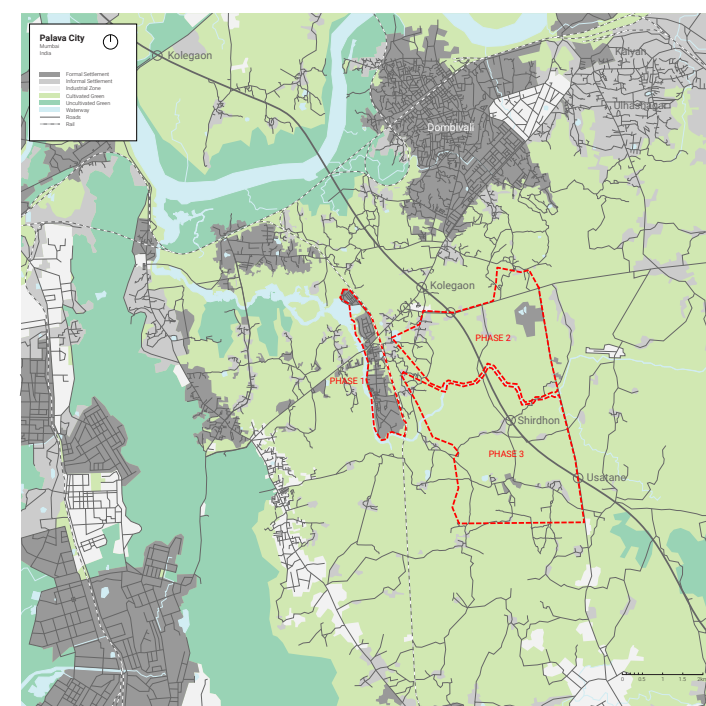 Palava City
Mumbai
India
Formal Settlement
Informal Settlement
Industrial Zone
Cultivated Green
Uncultivated Green
Waterway
Roads
Rail
Kolegaon
Kalyan
Ulhasnagar
Dombivali
Kolegaon
PHASE 2
PHASE 1
Shirdhon
PHASE 3
Usatane
0 0.5 1 1.5 2km